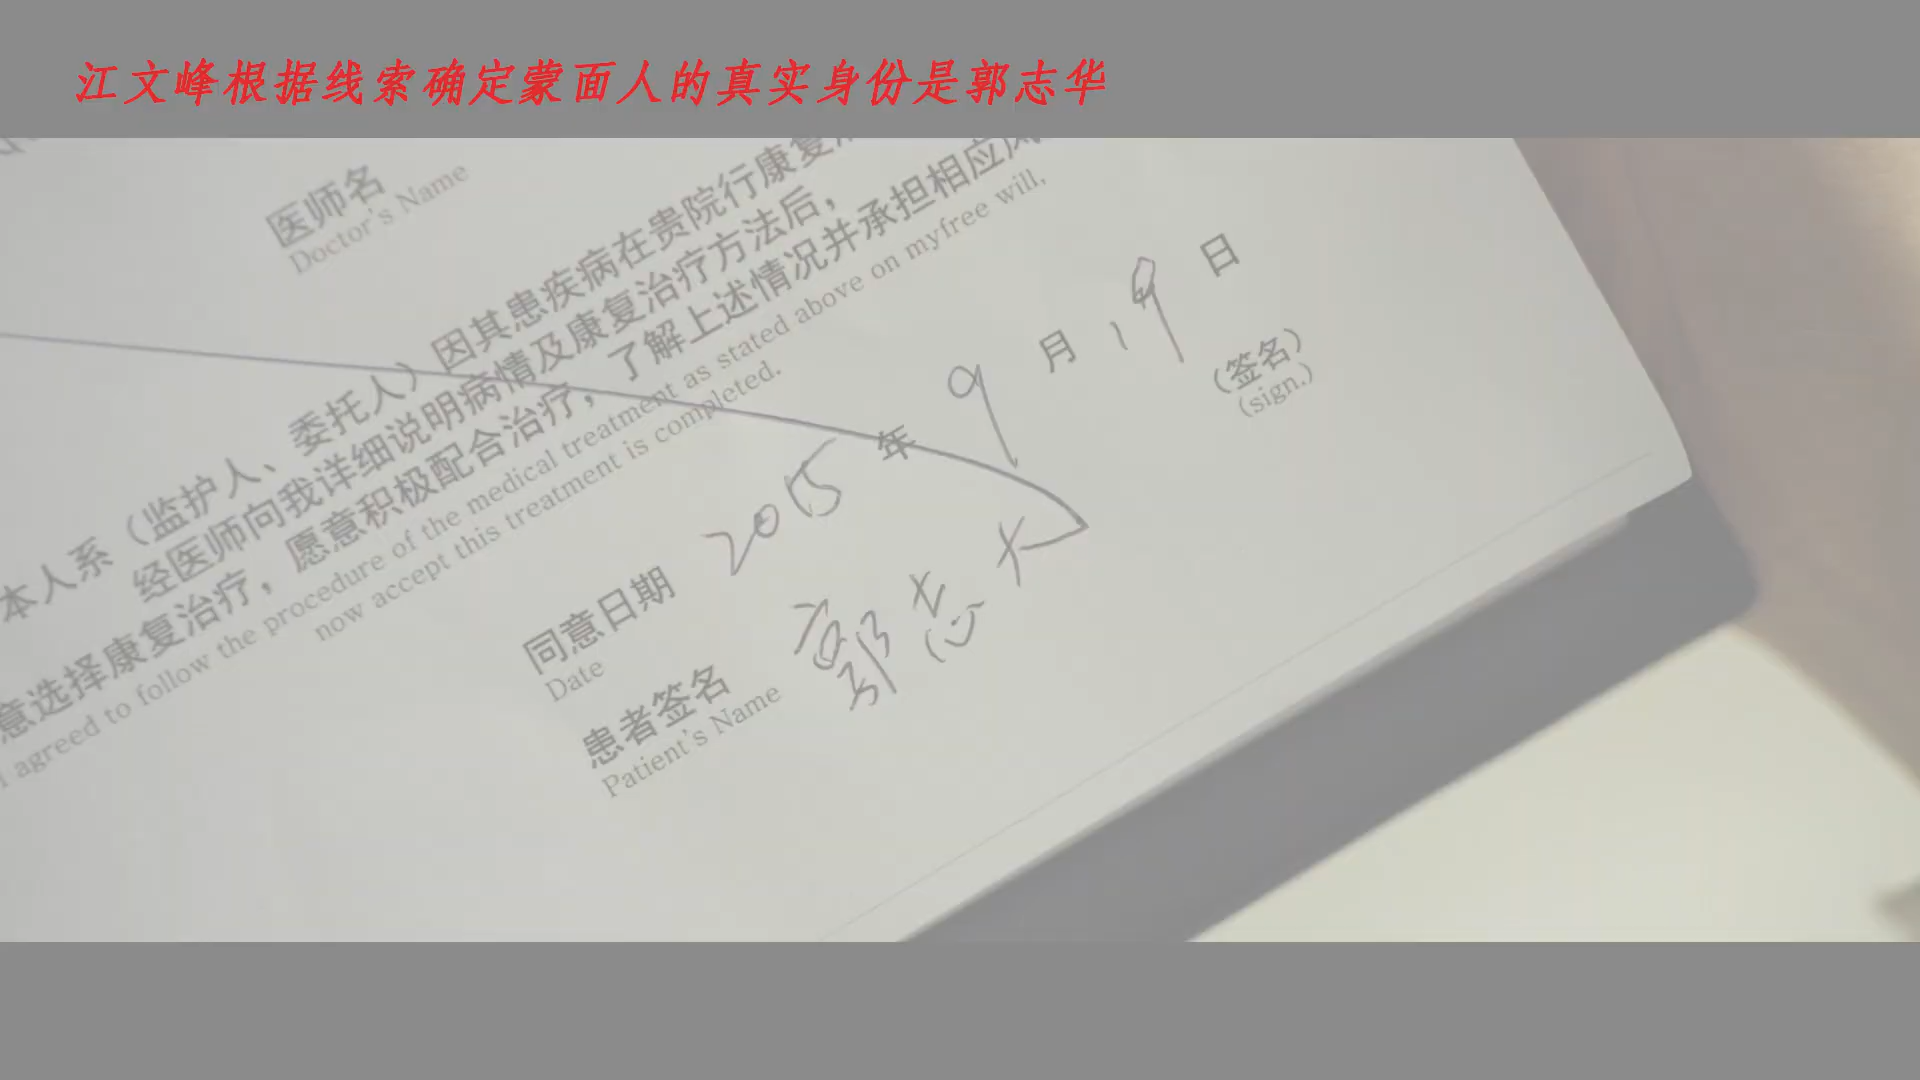 江文峰根据线索确定蒙面人的真实身份是郭志华
医师名
Doctor's Name
本人系（监护人、委托人）因其患疾病在贵院行康复
经医师向我详细说明病情及康复治疗方法后，
意选择康复治疗，愿意积极配合治疗，了解上述情况并承担相应
agreed to follow the procedure of the medical treatment as stated above on myfree will,
now accept this treatment is completed.
同意日期 2015 年 9 月 19 日
Date
患者签名 郭志 (签名)
Patient's Name (sign.)